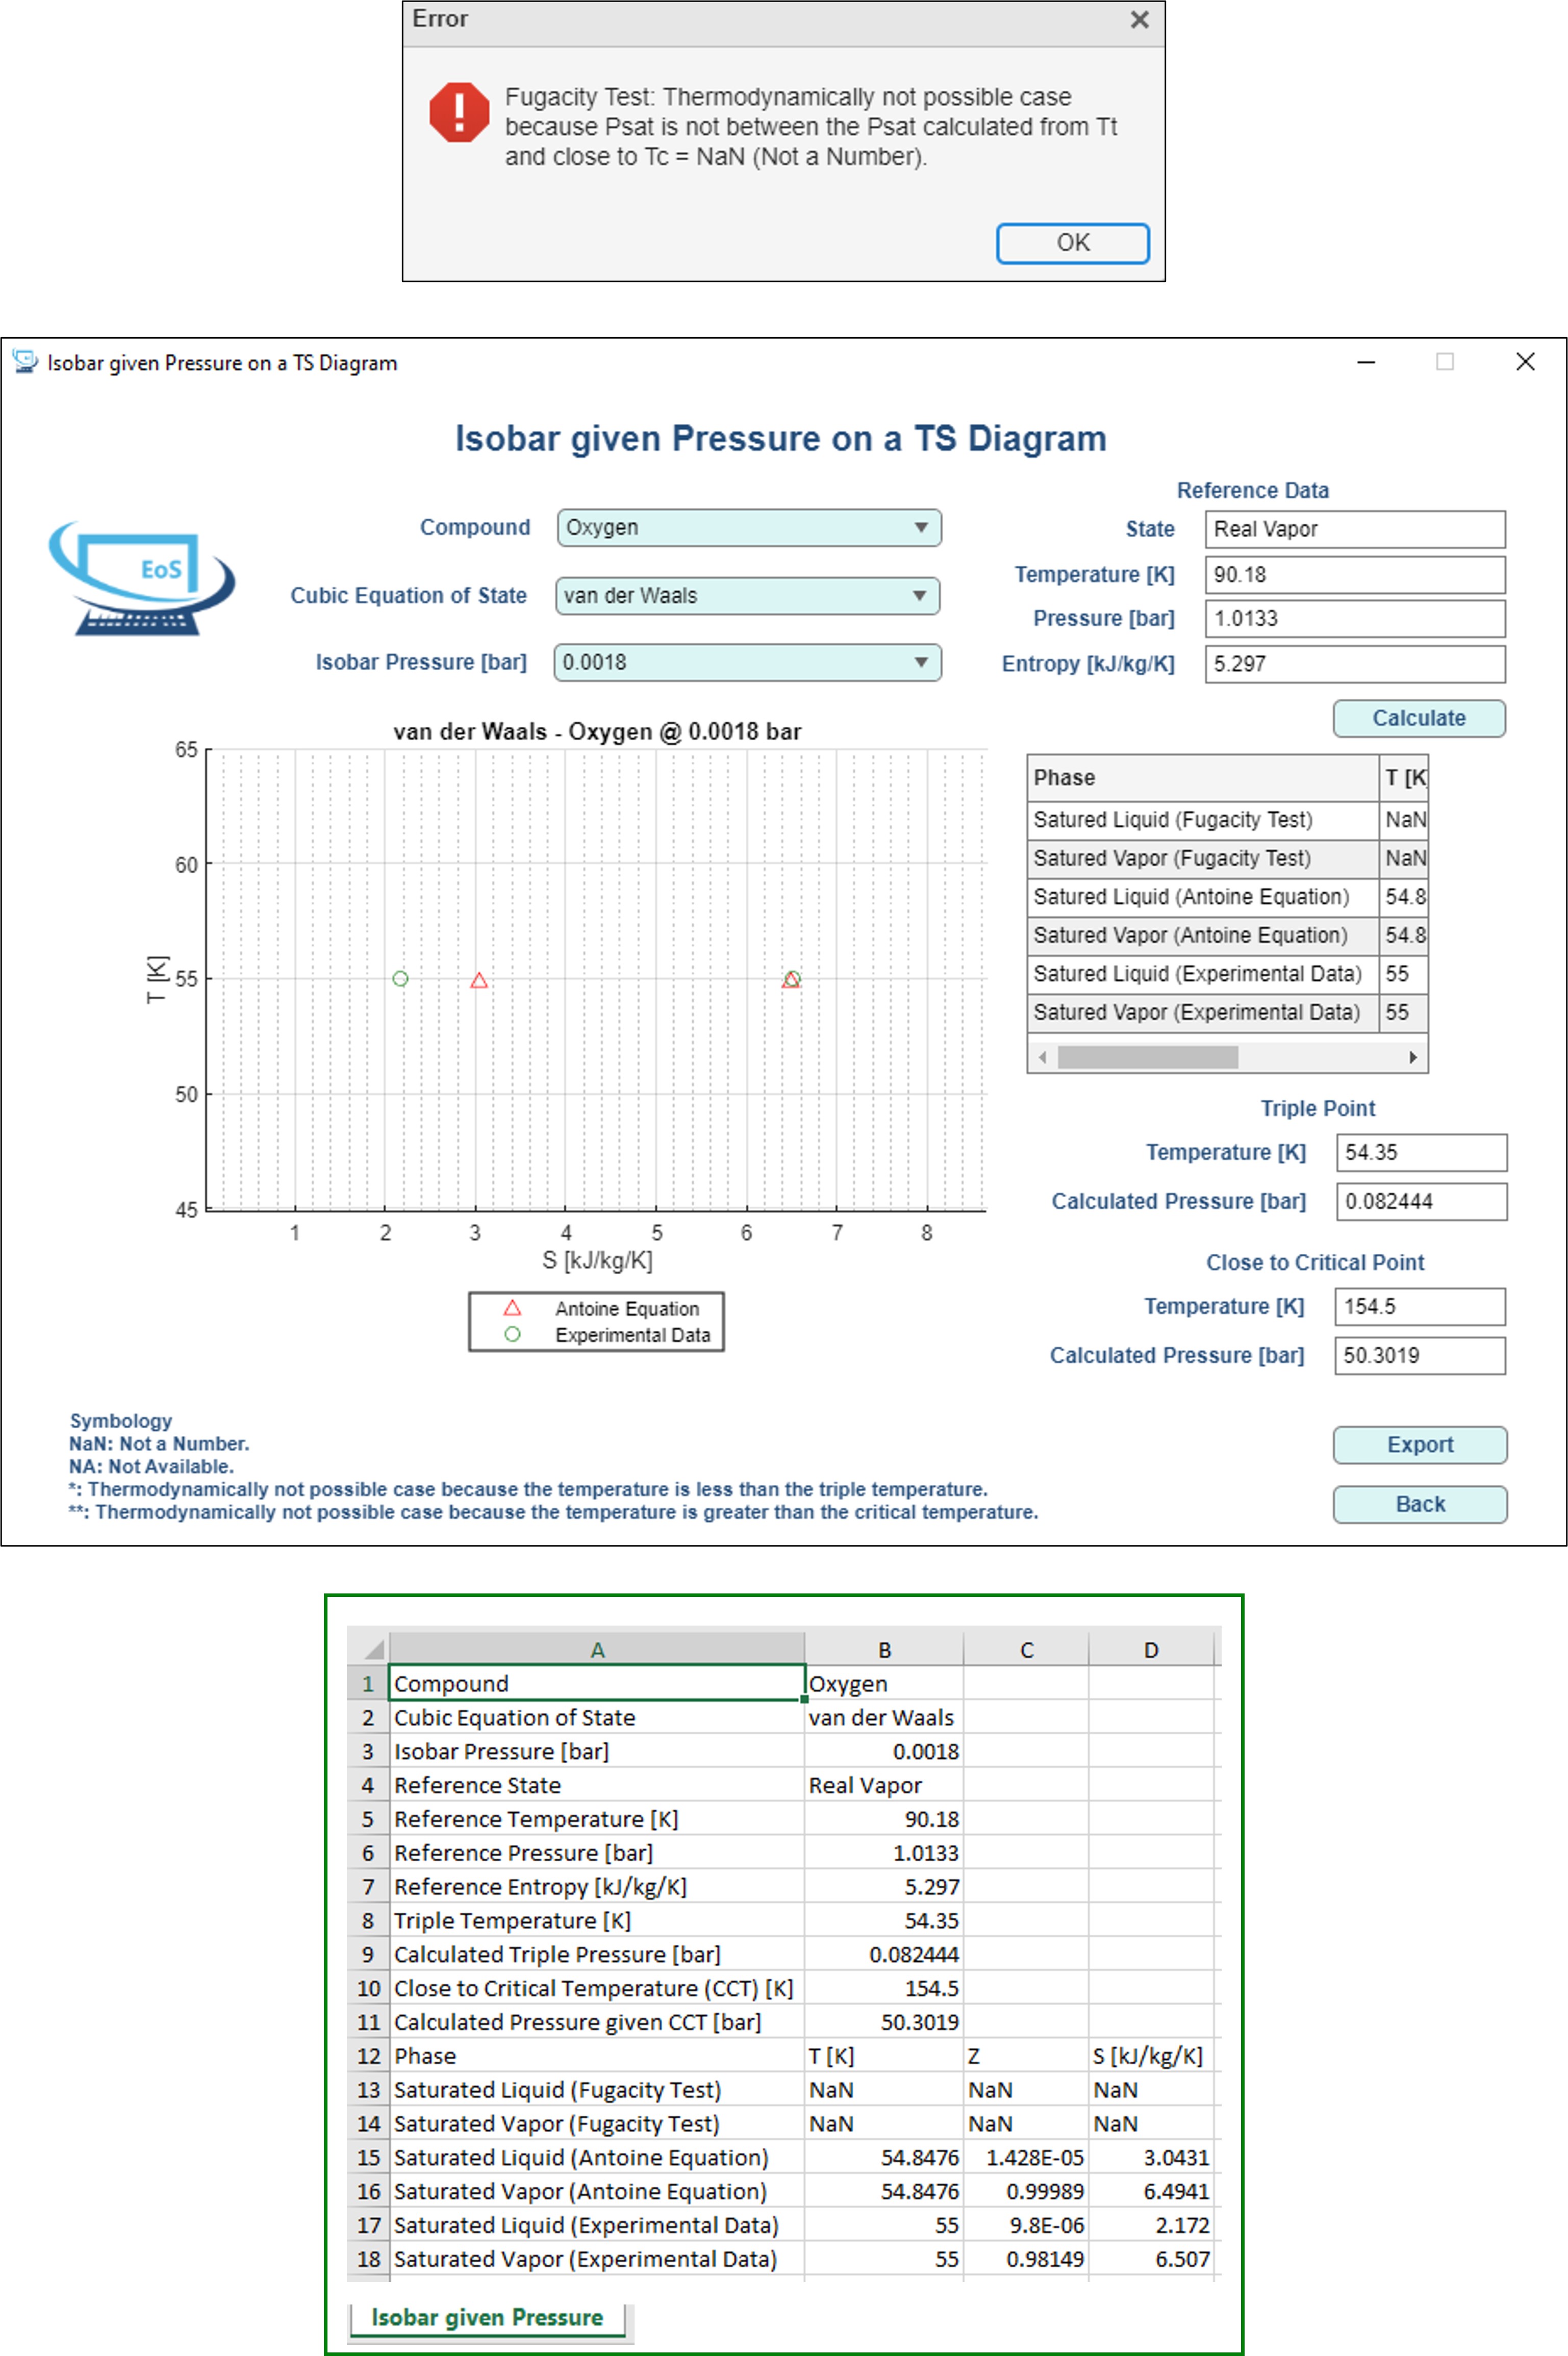 Error
Fugacity Test: Thermodynamically not possible case
because Psat is not between the Psat calculated from Tt
and close to Tc = NaN (Not a Number).
OK
Isobar given Pressure on a TS Diagram
Isobar given Pressure on a TS Diagram
EoS
Compound Oxygen
Cubic Equation of State van der Waals
Isobar Pressure [bar] 0.0018
Reference Data
State Real Vapor
Temperature [K] 90.18
Pressure [bar] 1.0133
Entropy [kJ/kg/K] 5.297
Calculate
van der Waals - Oxygen @ 0.0018 bar
65
60
55
50
45
T [K]
1 2 3 4 5 6 7 8
S [kJ/kg/K]
Antoine Equation
Experimental Data
Phase T [K
Satured Liquid (Fugacity Test) NaN
Satured Vapor (Fugacity Test) NaN
Satured Liquid (Antoine Equation) 54.8
Satured Vapor (Antoine Equation) 54.8
Satured Liquid (Experimental Data) 55
Satured Vapor (Experimental Data) 55
Triple Point
Temperature [K] 54.35
Calculated Pressure [bar] 0.082444
Close to Critical Point
Temperature [K] 154.5
Calculated Pressure [bar] 50.3019
Symbology
NaN: Not a Number.
NA: Not Available.
*: Thermodynamically not possible case because the temperature is less than the triple temperature.
**: Thermodynamically not possible case because the temperature is greater than the critical temperature.
Export
Back
A B C D
1 Compound Oxygen
2 Cubic Equation of State van der Waals
3 Isobar Pressure [bar] 0.0018
4 Reference State Real Vapor
5 Reference Temperature [K] 90.18
6 Reference Pressure [bar] 1.0133
7 Reference Entropy [kJ/kg/K] 5.297
8 Triple Temperature [K] 54.35
9 Calculated Triple Pressure [bar] 0.082444
10 Close to Critical Temperature (CCT) [K] 154.5
11 Calculated Pressure given CCT [bar] 50.3019
12 Phase T [K] Z S [kJ/kg/K]
13 Saturated Liquid (Fugacity Test) NaN NaN NaN
14 Saturated Vapor (Fugacity Test) NaN NaN NaN
15 Saturated Liquid (Antoine Equation) 54.8476 1.428E-05 3.0431
16 Saturated Vapor (Antoine Equation) 54.8476 0.99989 6.4941
17 Saturated Liquid (Experimental Data) 55 9.8E-06 2.172
18 Saturated Vapor (Experimental Data) 55 0.98149 6.507
Isobar given Pressure